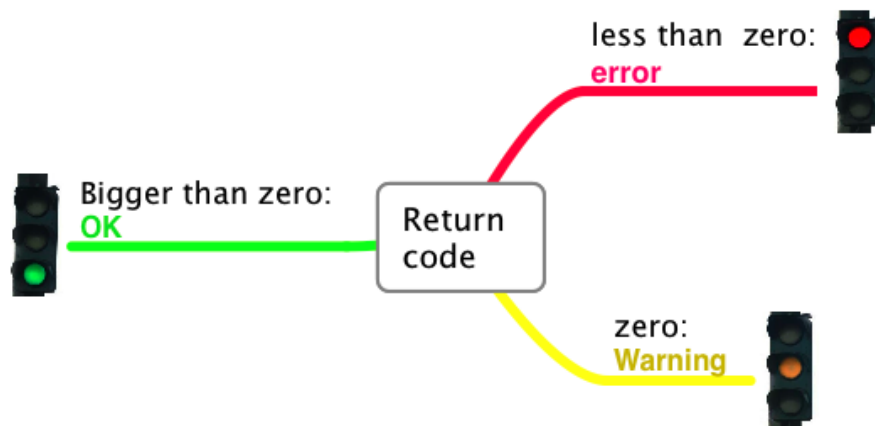 less than  zero:
error
Bigger than zero:
OK
Return
code
zero:
Warning